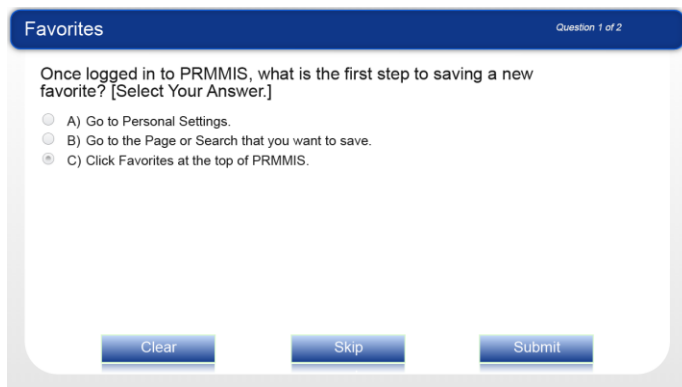 Favorites
Question 1 of 2
Once logged in to PRMMIS, what is the first step to saving a new
favorite? [Select Your Answer.]
A) Go to Personal Settings.
B) Go to the Page or Search that you want to save.
C) Click Favorites at the top of PRMMIS.
Clear
Skip
Submit